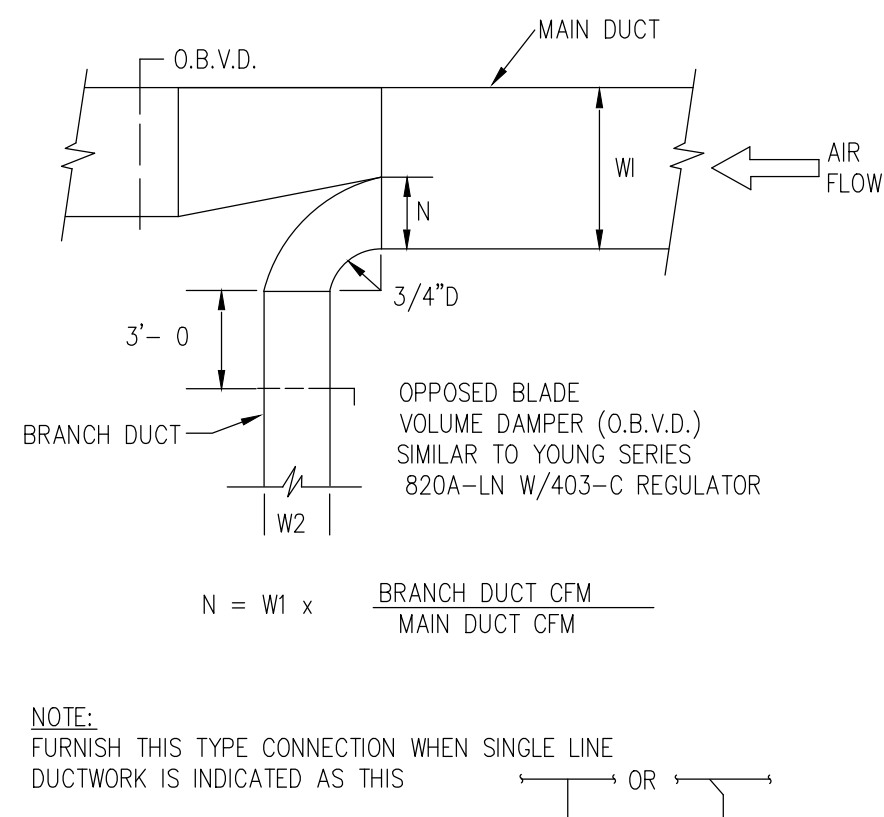 MAIN DUCT
O.B.V.D.
AIR
FLOW
WI
N
3/4"D
3'- 0
OPPOSED BLADE
VOLUME DAMPER (O.B.V.D.)
SIMILAR TO YOUNG SERIES
820A-LN W/403-C REGULATOR
BRANCH DUCT
W2
N = W1 x BRANCH DUCT CFM
MAIN DUCT CFM
NOTE:
FURNISH THIS TYPE CONNECTION WHEN SINGLE LINE
DUCTWORK IS INDICATED AS THIS
OR